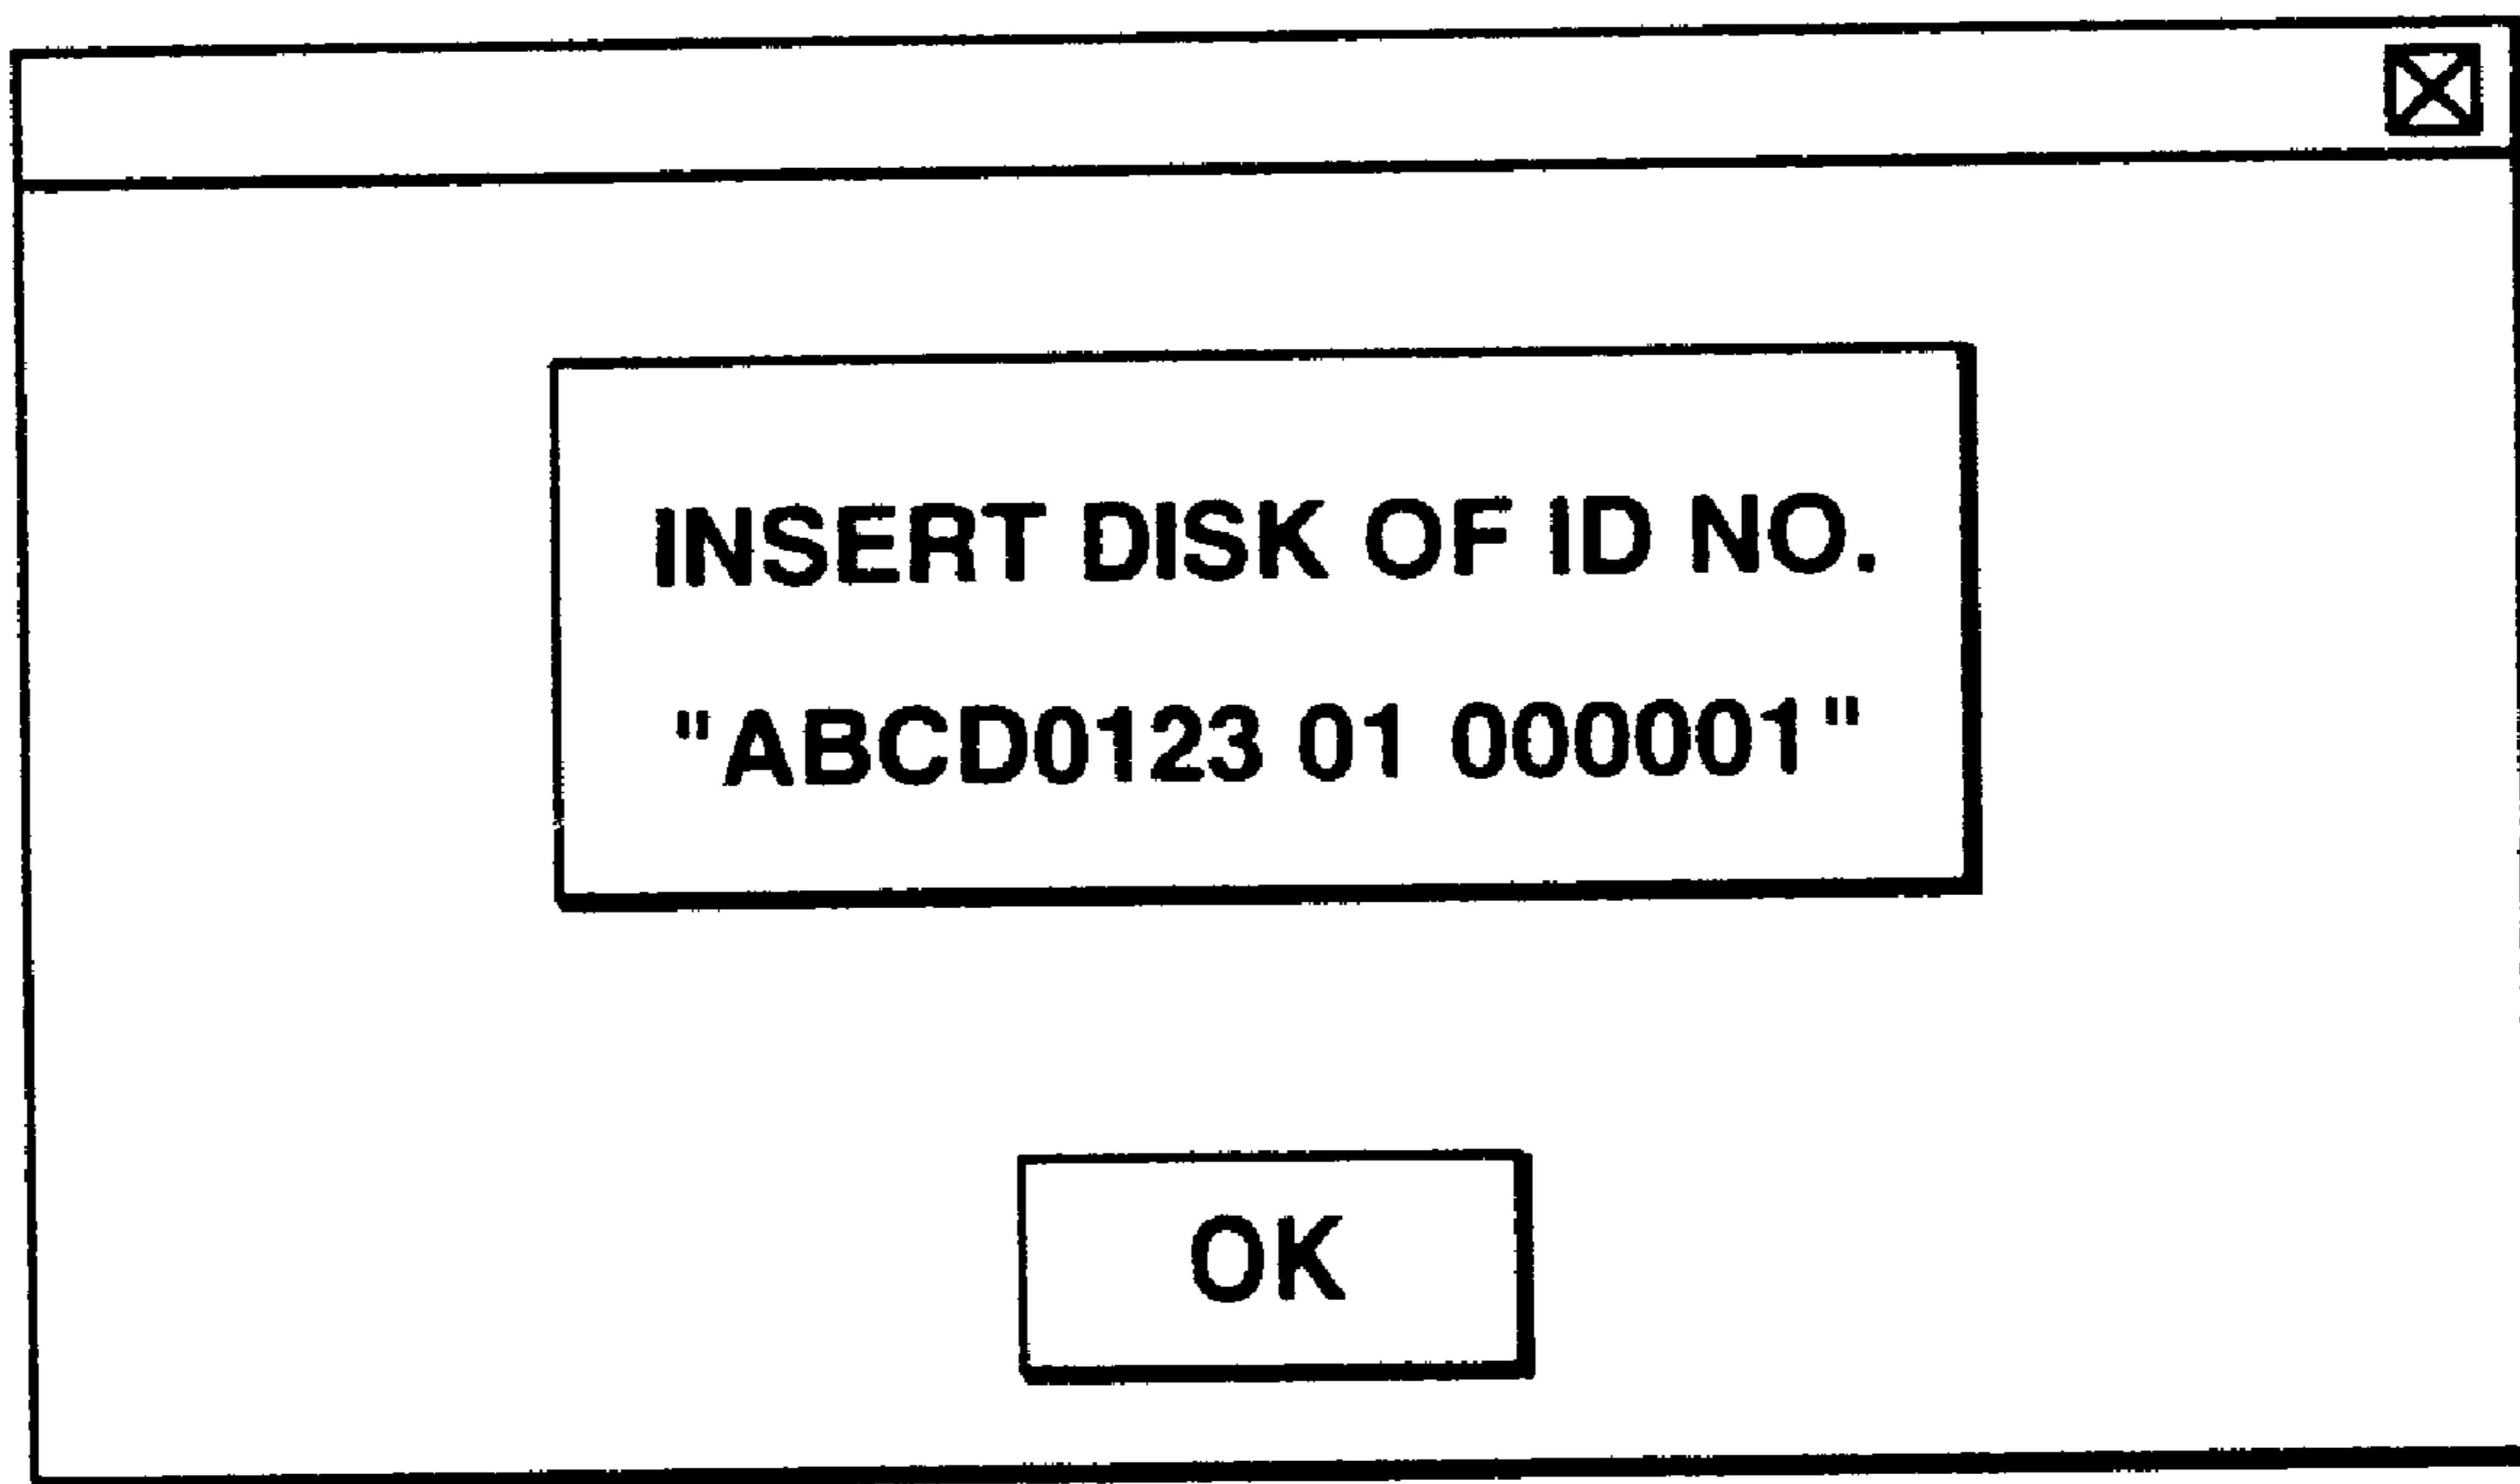 INSERT DISK OF ID NO.
"ABCD0123 01 000001"
OK